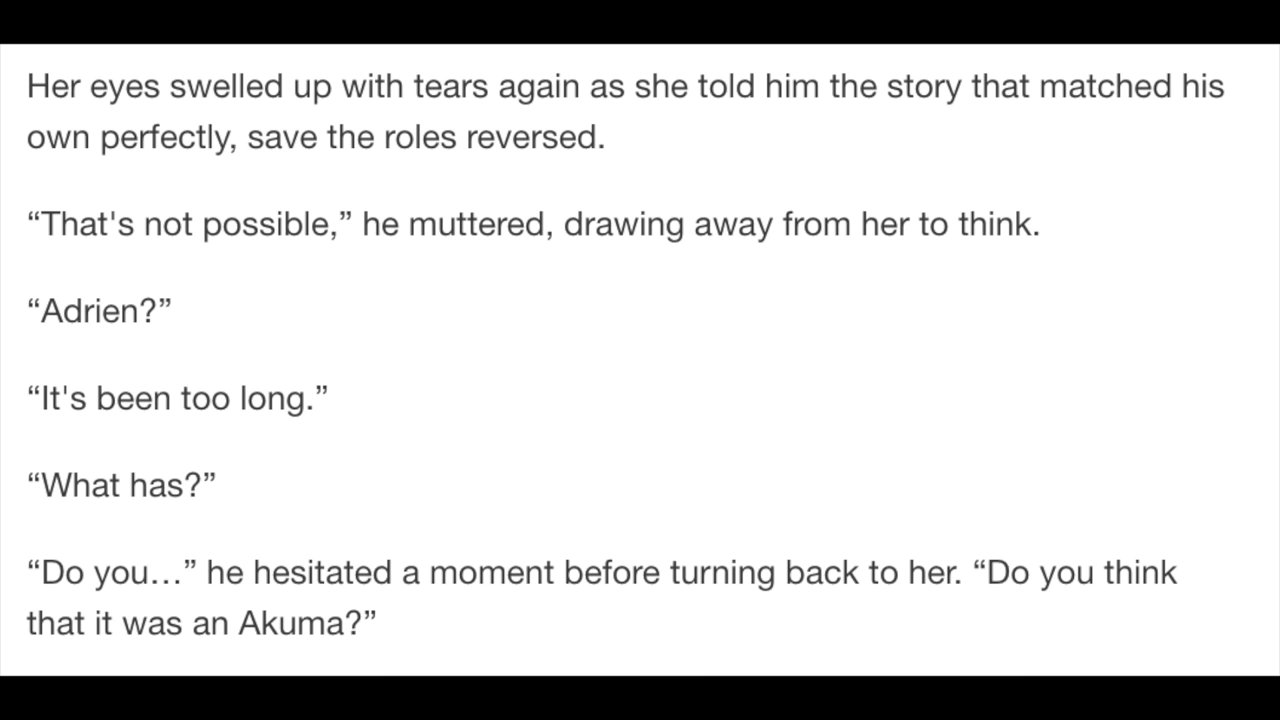 Her eyes swelled up with tears again as she told him the story that matched his
own perfectly, save the roles reversed.
“That's not possible,” he muttered, drawing away from her to think.
“Adrien?”
“It's been too long.”
“What has?”
“Do you…” he hesitated a moment before turning back to her. “Do you think
that it was an Akuma?”